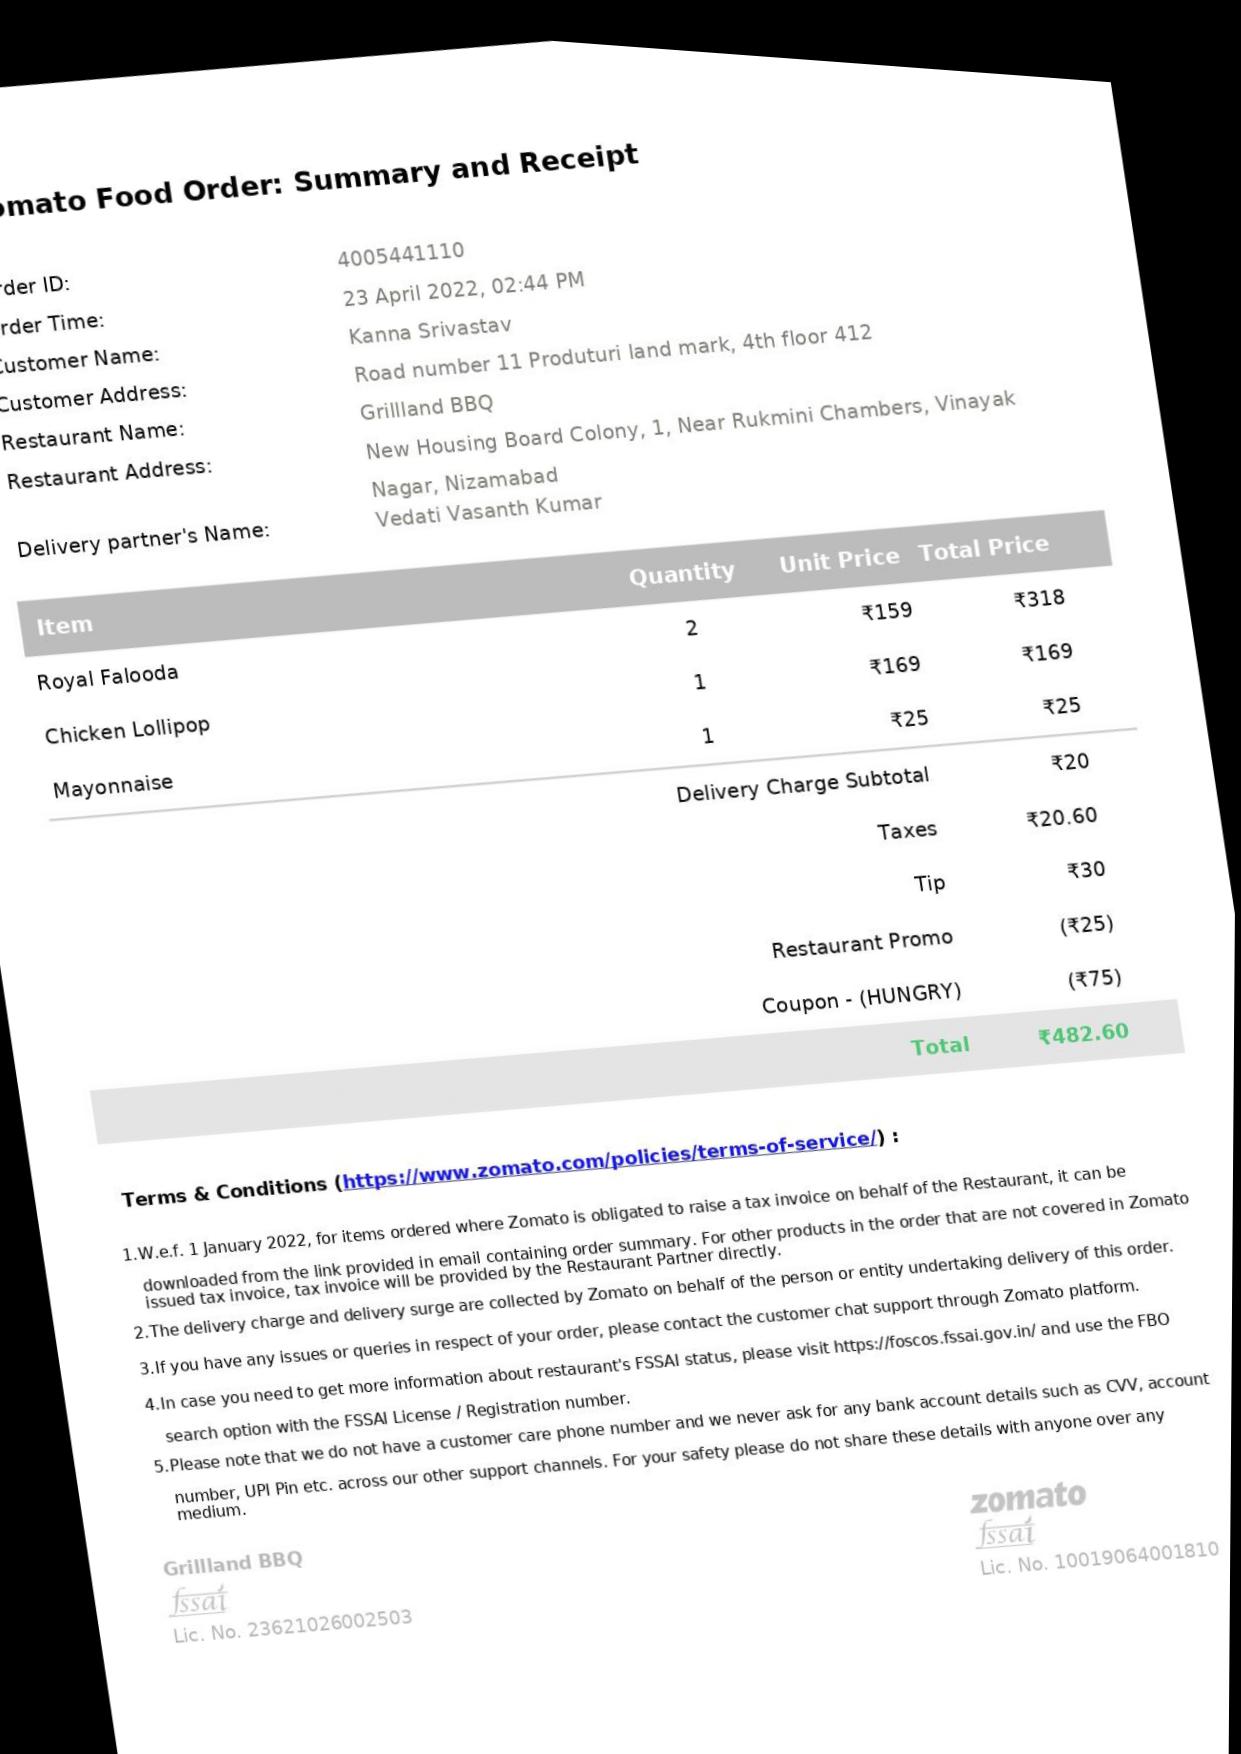 omato Food Order: Summary and Receipt
rder ID: 4005441110
rder Time: 23 April 2022, 02:44 PM
Customer Name: Kanna Srivastav
Customer Address: Road number 11 Produturi land mark, 4th floor 412
Restaurant Name: Grillland BBQ
Restaurant Address: New Housing Board Colony, 1, Near Rukmini Chambers, Vinayak
Nagar, Nizamabad
Delivery partner's Name: Vedati Vasanth Kumar
Item Quantity Unit Price Total Price
Royal Falooda 2 ₹159 ₹318
Chicken Lollipop 1 ₹169 ₹169
Mayonnaise 1 ₹25 ₹25
Delivery Charge Subtotal ₹20
Taxes ₹20.60
Tip ₹30
Restaurant Promo (₹25)
Coupon - (HUNGRY) (₹75)
Total ₹482.60
Terms & Conditions (https://www.zomato.com/policies/terms-of-service/) :
1.W.e.f. 1 January 2022, for items ordered where Zomato is obligated to raise a tax invoice on behalf of the Restaurant, it can be
downloaded from the link provided in email containing order summary. For other products in the order that are not covered in Zomato
issued tax invoice, tax invoice will be provided by the Restaurant Partner directly.
2.The delivery charge and delivery surge are collected by Zomato on behalf of the person or entity undertaking delivery of this order.
3.If you have any issues or queries in respect of your order, please contact the customer chat support through Zomato platform.
4.In case you need to get more information about restaurant's FSSAI status, please visit https://foscos.fssai.gov.in/ and use the FBO
search option with the FSSAI License / Registration number.
5.Please note that we do not have a customer care phone number and we never ask for any bank account details such as CVV, account
number, UPI Pin etc. across our other support channels. For your safety please do not share these details with anyone over any
medium.
Grillland BBQ
fssai
Lic. No. 23621026002503
zomato
fssai
Lic. No. 10019064001810